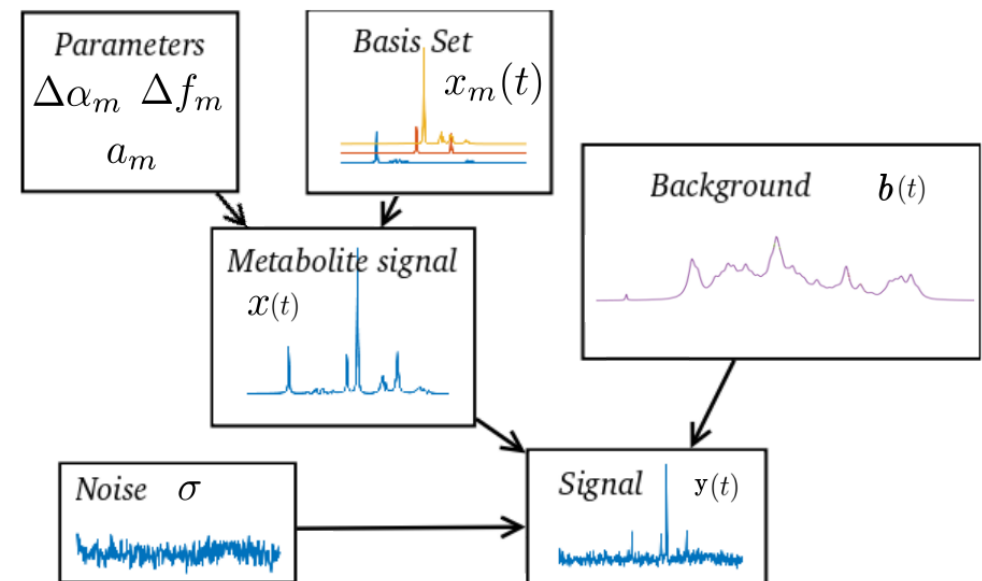 Parameters
Δα_m Δf_m
a_m
Basis Set
x_m(t)
Background b(t)
Metabolite signal
x(t)
Noise σ
Signal y(t)